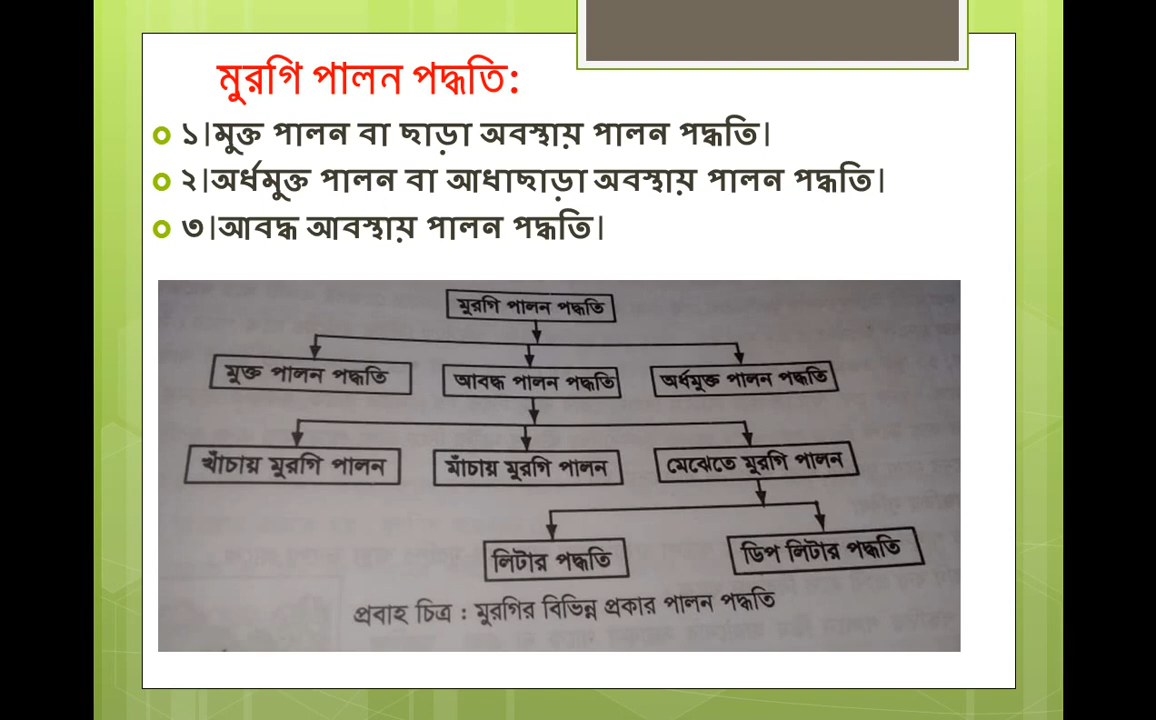 মুরগি পালন পদ্ধতি:
১।মুক্ত পালন বা ছাড়া অবস্থায় পালন পদ্ধতি।
২।অর্ধমুক্ত পালন বা আধাছাড়া অবস্থায় পালন পদ্ধতি।
৩।আবদ্ধ আবস্থায় পালন পদ্ধতি।
মুরগি পালন পদ্ধতি
মুক্ত পালন পদ্ধতি
আবদ্ধ পালন পদ্ধতি
অর্ধমুক্ত পালন পদ্ধতি
খাঁচায় মুরগি পালন
মাঁচায় মুরগি পালন
মেঝেতে মুরগি পালন
লিটার পদ্ধতি
ডিপ লিটার পদ্ধতি
প্রবাহ চিত্র : মুরগির বিভিন্ন প্রকার পালন পদ্ধতি